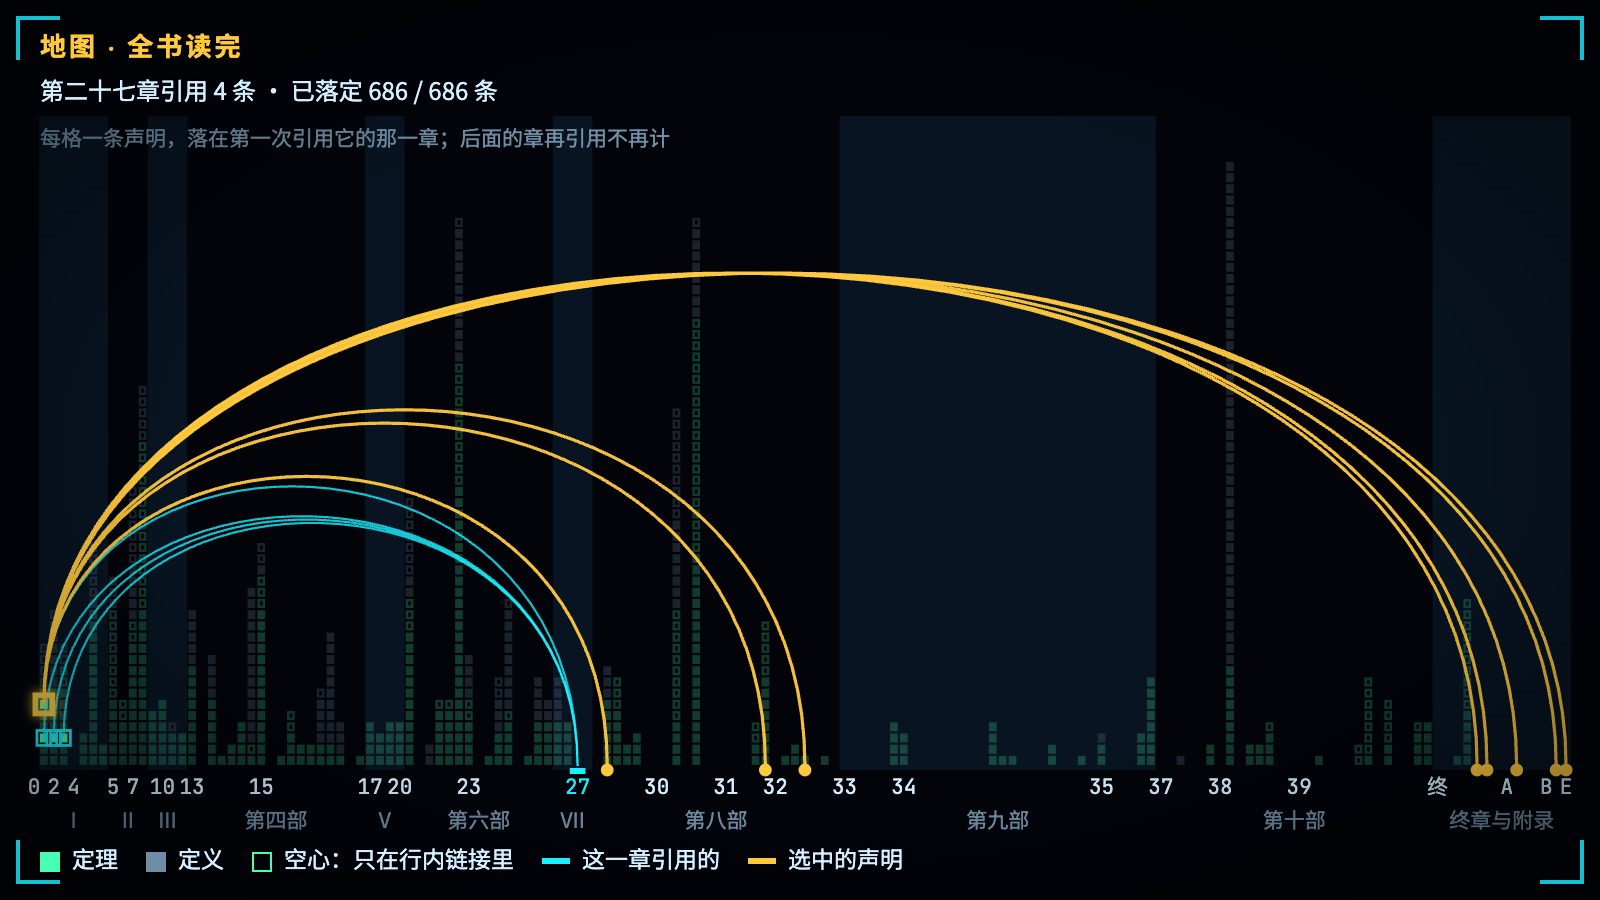 地图 · 全书读完
第二十七章引用 4 条 · 已落定 686 / 686 条
每格一条声明，落在第一次引用它的那一章；后面的章再引用不再计
0 2 4 5 7 10 13 15 17 20 23 27 30 31 32 33 34 35 37 38 39 终 A B E
I II III 第四部 V 第六部 VII 第八部 第九部 第十部 终章与附录
定理 定义 空心：只在行内链接里 这一章引用的 选中的声明